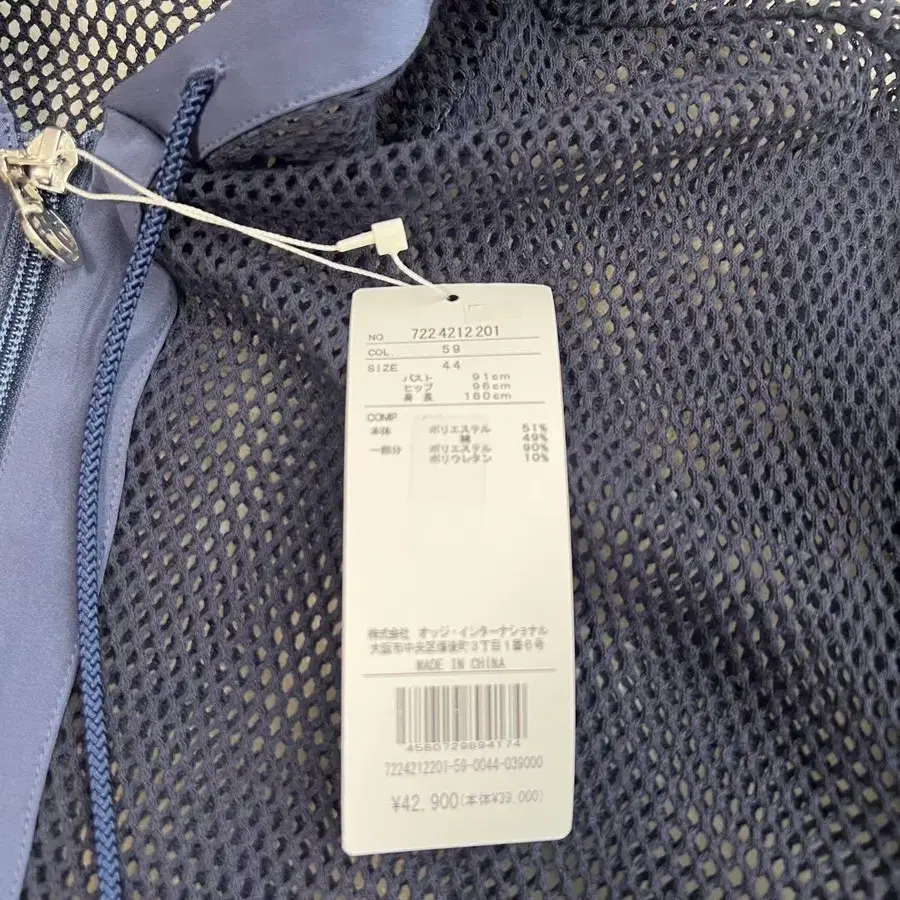 NO. 7224212201
COL. 59
SIZE 44
バスト 91cm
ヒップ 96cm
身長 160cm
COMP.
本体 ポリエステル 51%
綿 49%
一部分 ポリエステル 90%
ポリウレタン 10%
株式会社 オッジ・インターナショナル
大阪市中央区備後町3丁目1番6号
MADE IN CHINA
4580729894174
7224212201-59-0044-039000
¥42,900(本体¥39,000)